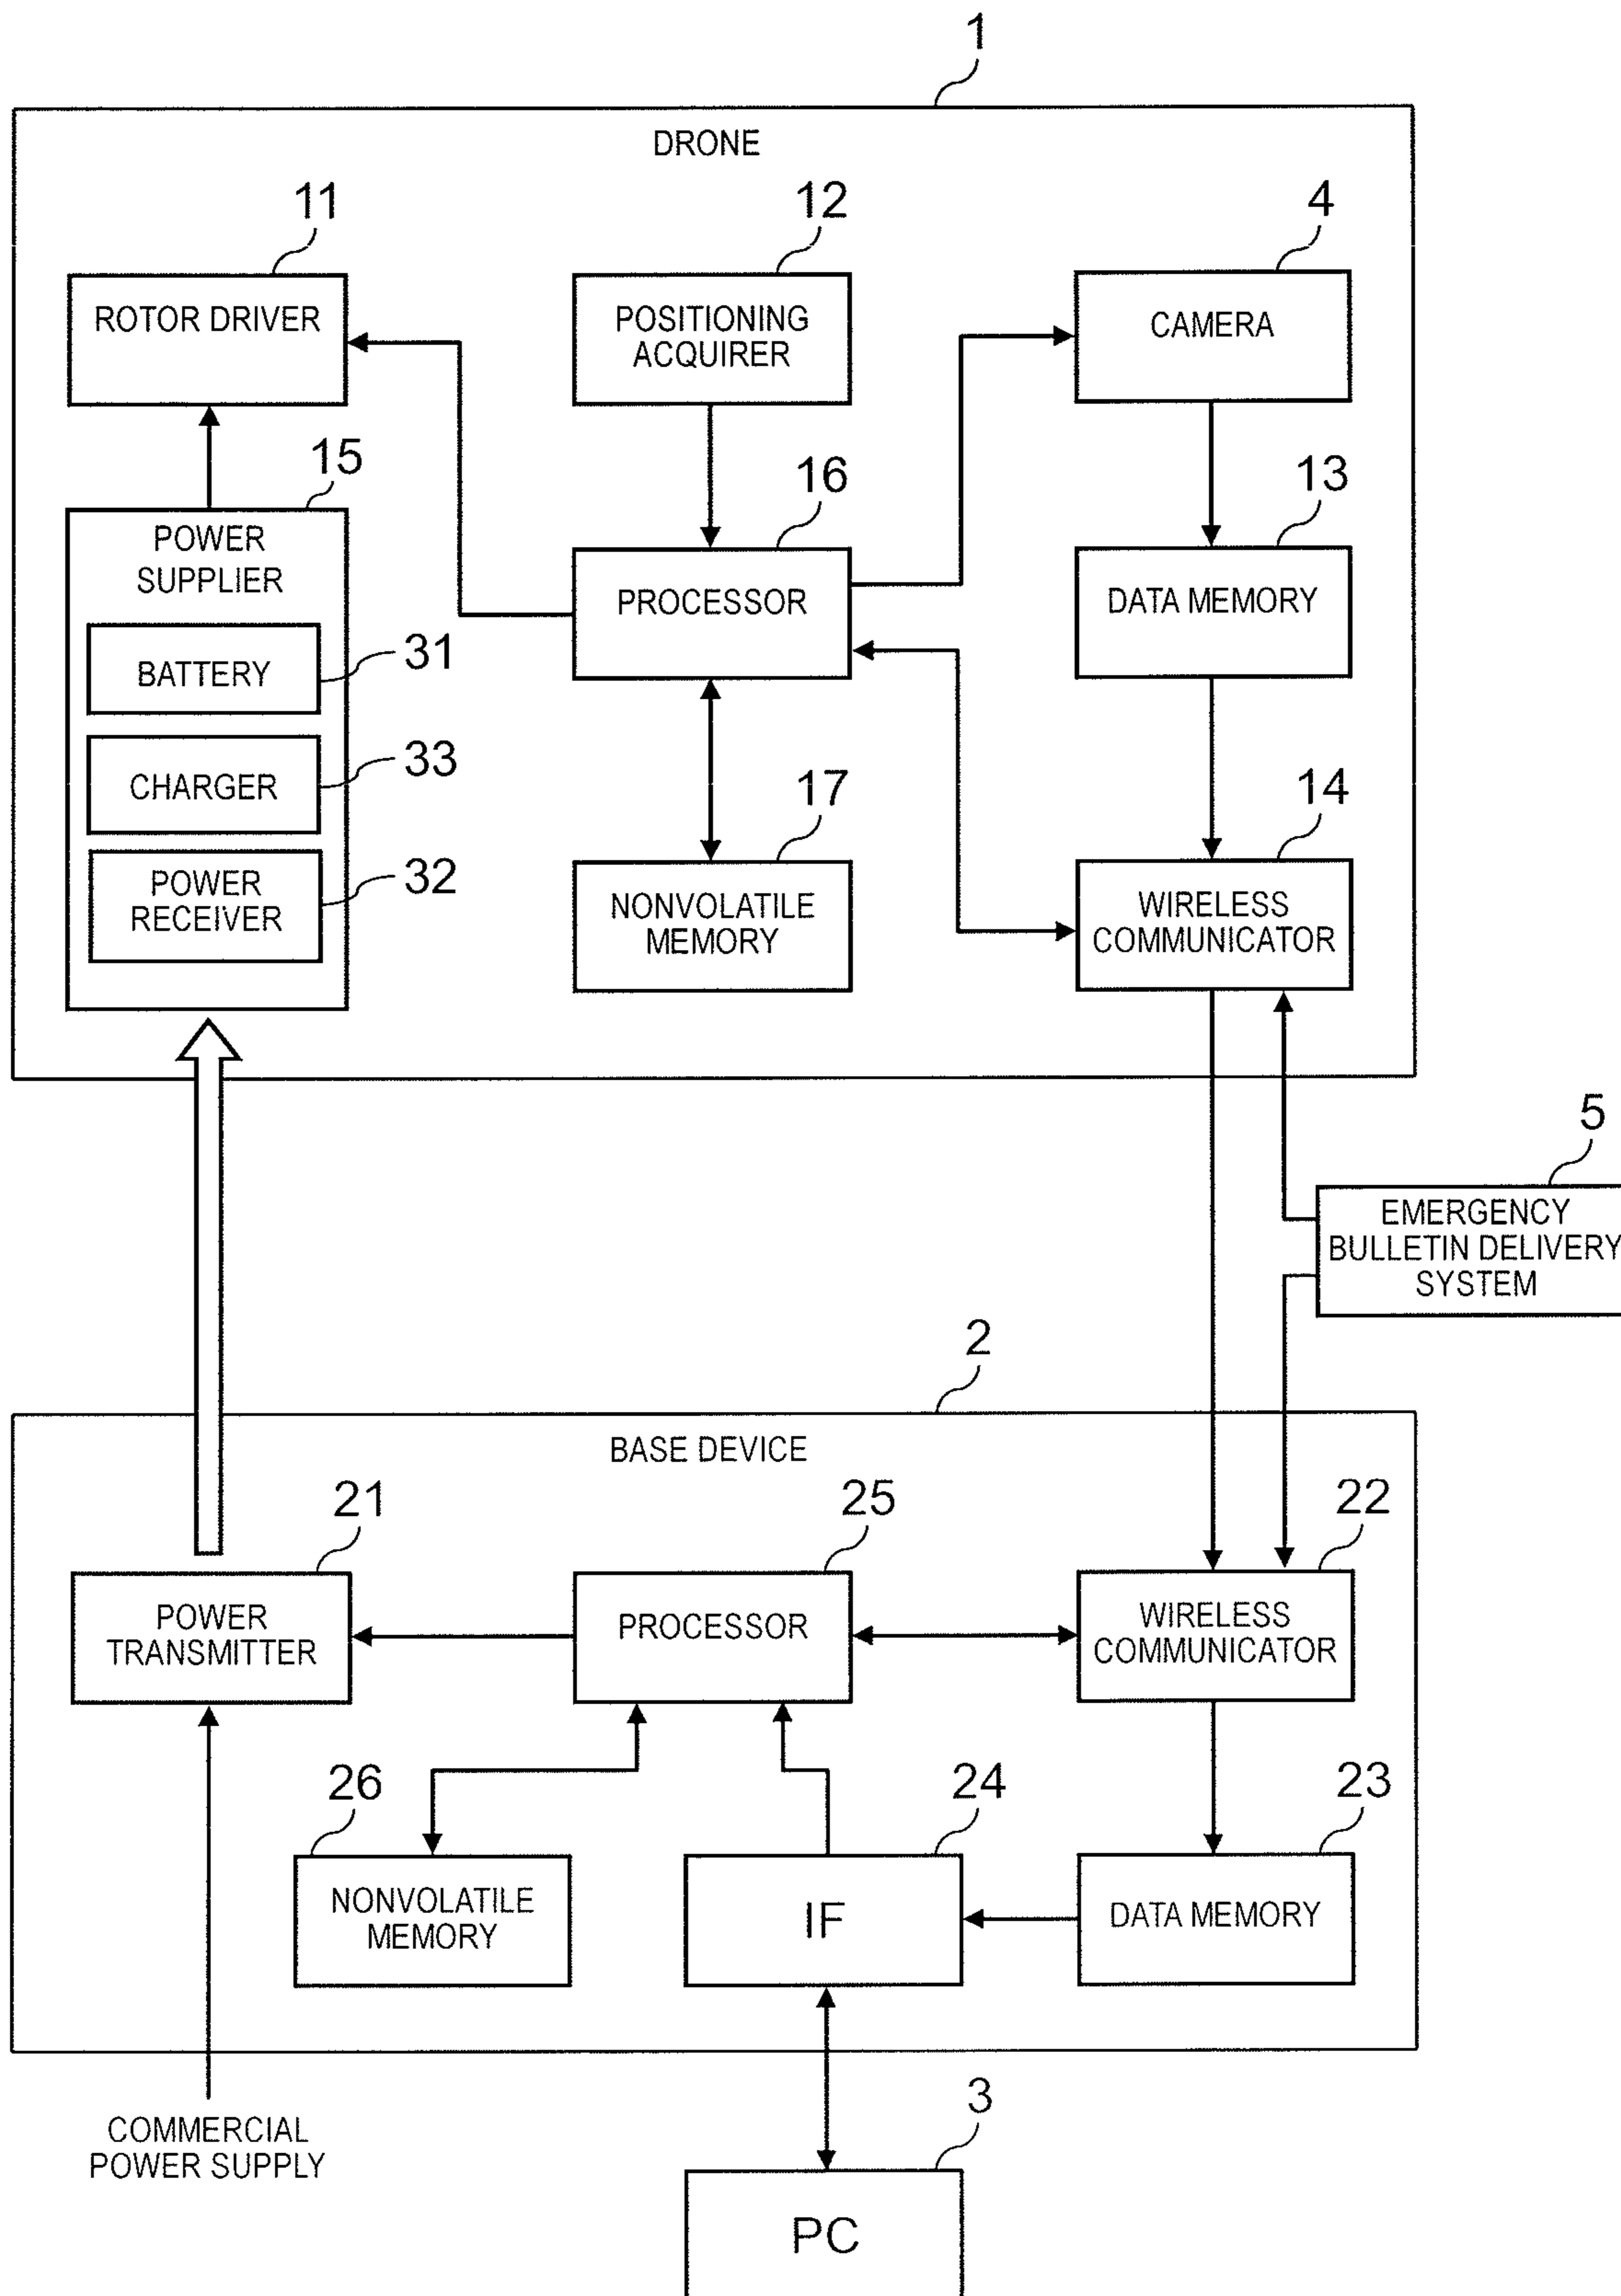 1
DRONE
11
12
4
ROTOR DRIVER
POSITIONING
ACQUIRER
CAMERA
15
16
13
POWER
SUPPLIER
PROCESSOR
DATA MEMORY
BATTERY
31
CHARGER
33
17
14
POWER
RECEIVER
32
NONVOLATILE
MEMORY
WIRELESS
COMMUNICATOR
5
EMERGENCY
BULLETIN DELIVERY
SYSTEM
2
BASE DEVICE
21
25
22
POWER
TRANSMITTER
PROCESSOR
WIRELESS
COMMUNICATOR
26
24
23
NONVOLATILE
MEMORY
IF
DATA MEMORY
COMMERCIAL
POWER SUPPLY
3
PC